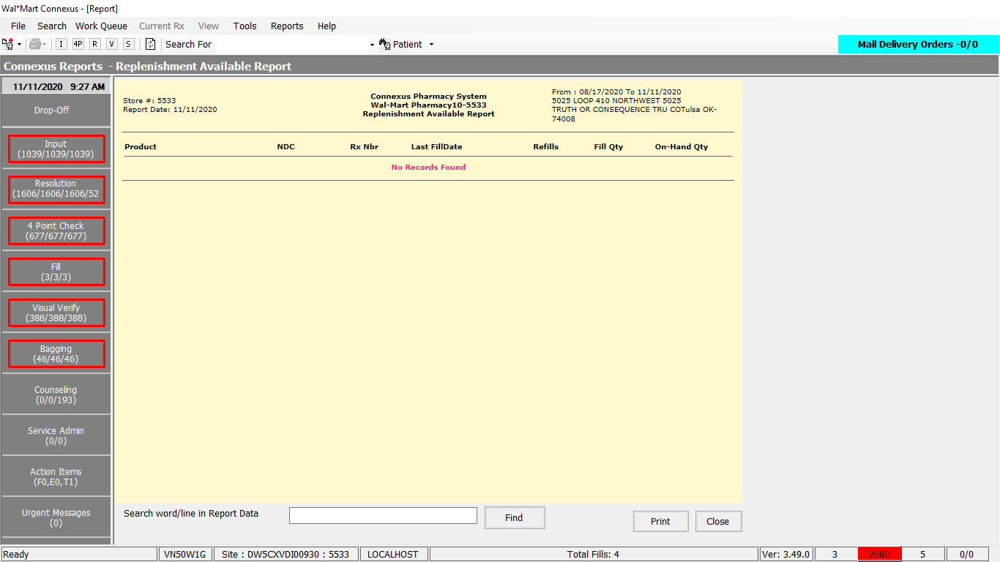 Wal*Mart Connexus - [Report]
File Search Work Queue Current Rx View Tools Reports Help
I 4P R V S Search For Patient Mail Delivery Orders -0/0
Connexus Reports - Replenishment Available Report
11/11/2020 9:27 AM
Drop-Off
Input
(1039/1039/1039)
Resolution
(1606/1606/1606/52
4 Point Check
(677/677/677)
Fill
(3/3/3)
Visual Verify
(388/388/388)
Bagging
(46/46/46)
Counseling
(0/0/193)
Service Admin
(0/0)
Action Items
(F0,E0,T1)
Urgent Messages
(0)
Store #: 5533
Report Date: 11/11/2020
Connexus Pharmacy System
Wal-Mart Pharmacy10-5533
Replenishment Available Report
From : 08/17/2020 To 11/11/2020
5025 LOOP 410 NORTHWEST 5025
TRUTH OR CONSEQUENCE TRU COTulsa OK-
74008
Product NDC Rx Nbr Last FillDate Refills Fill Qty On-Hand Qty
No Records Found
Search word/line in Report Data Find Print Close
Ready VN50W1G Site : DW5CXVDI00930 : 5533 LOCALHOST Total Fills: 4 Ver: 3.49.0 3 2080 5 0/0